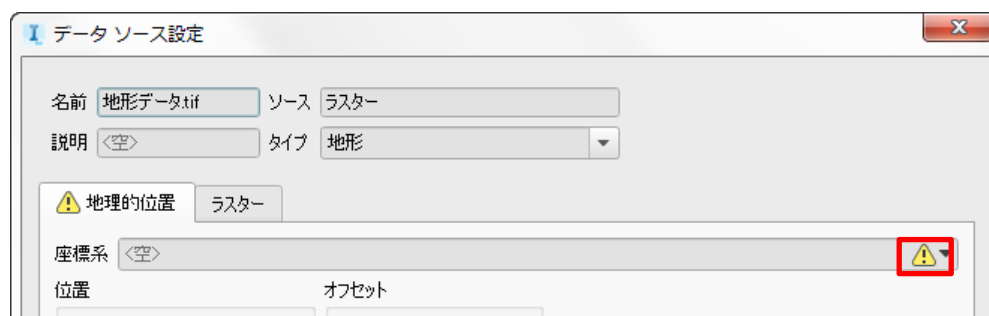 データ ソース設定
名前 地形データ.tif ソース ラスター
説明 <空> タイプ 地形
地理的位置 ラスター
座標系 <空>
位置 オフセット